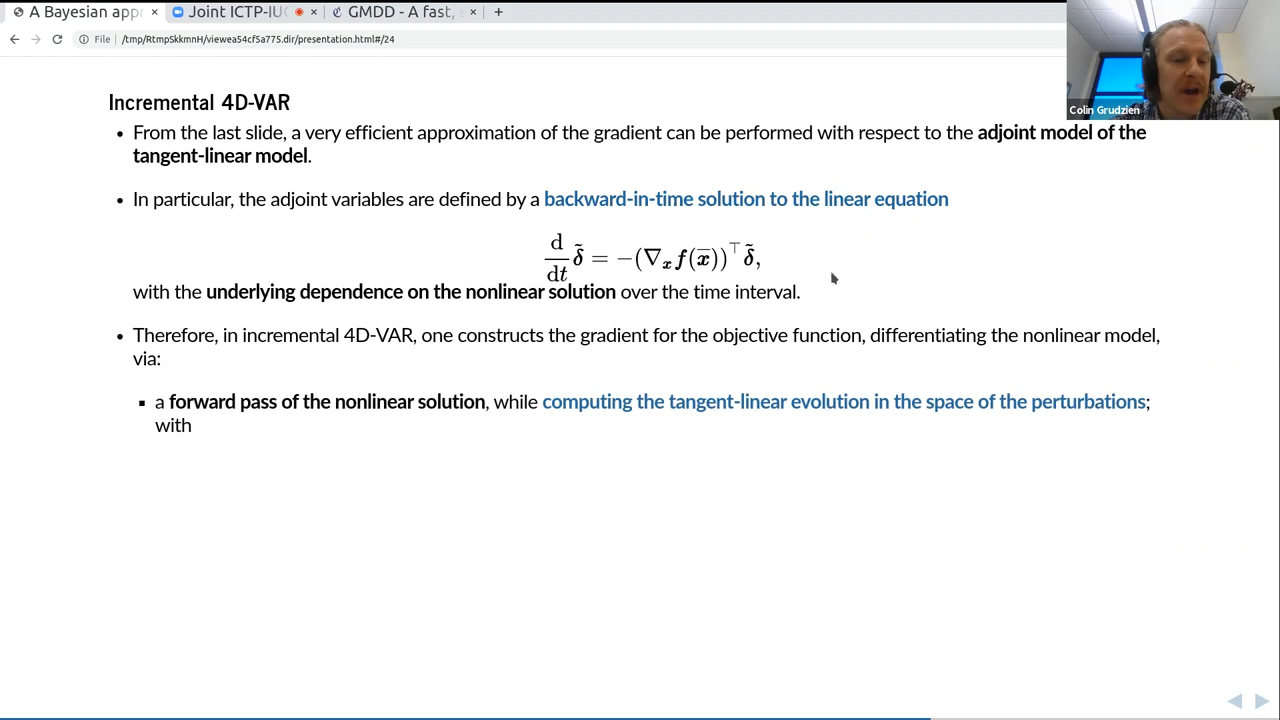 A Bayesian app
Joint ICTP-IU
GMDD - A fast,
File
/tmp/RtmpSkkmnH/viewea54cf5a775.dir/presentation.html#/24
Colin Grudzien
Incremental 4D-VAR
• From the last slide, a very efficient approximation of the gradient can be performed with respect to the adjoint model of the
tangent-linear model.
• In particular, the adjoint variables are defined by a backward-in-time solution to the linear equation
d/dt δ̃ = −(∇ₓ f(x̄))⊤ δ̃,
with the underlying dependence on the nonlinear solution over the time interval.
• Therefore, in incremental 4D-VAR, one constructs the gradient for the objective function, differentiating the nonlinear model,
via:
▪ a forward pass of the nonlinear solution, while computing the tangent-linear evolution in the space of the perturbations;
with